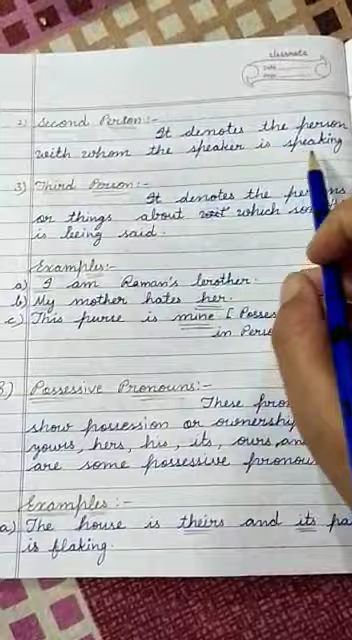 classmate
Date
Page
2) Second Person:-
It denotes the person
with whom the speaker is speaking
3) Third Person:-
It denotes the
or things about which
is being said.
Examples:-
a) I am Raman's brother.
b) My mother hates her.
c) This purse is mine [
in
B) Possessive Pronouns:-
These
show possession or
yours, hers, his, its, ours, and
are some possessive
Examples:-
a) The house is theirs and its
is flaking.